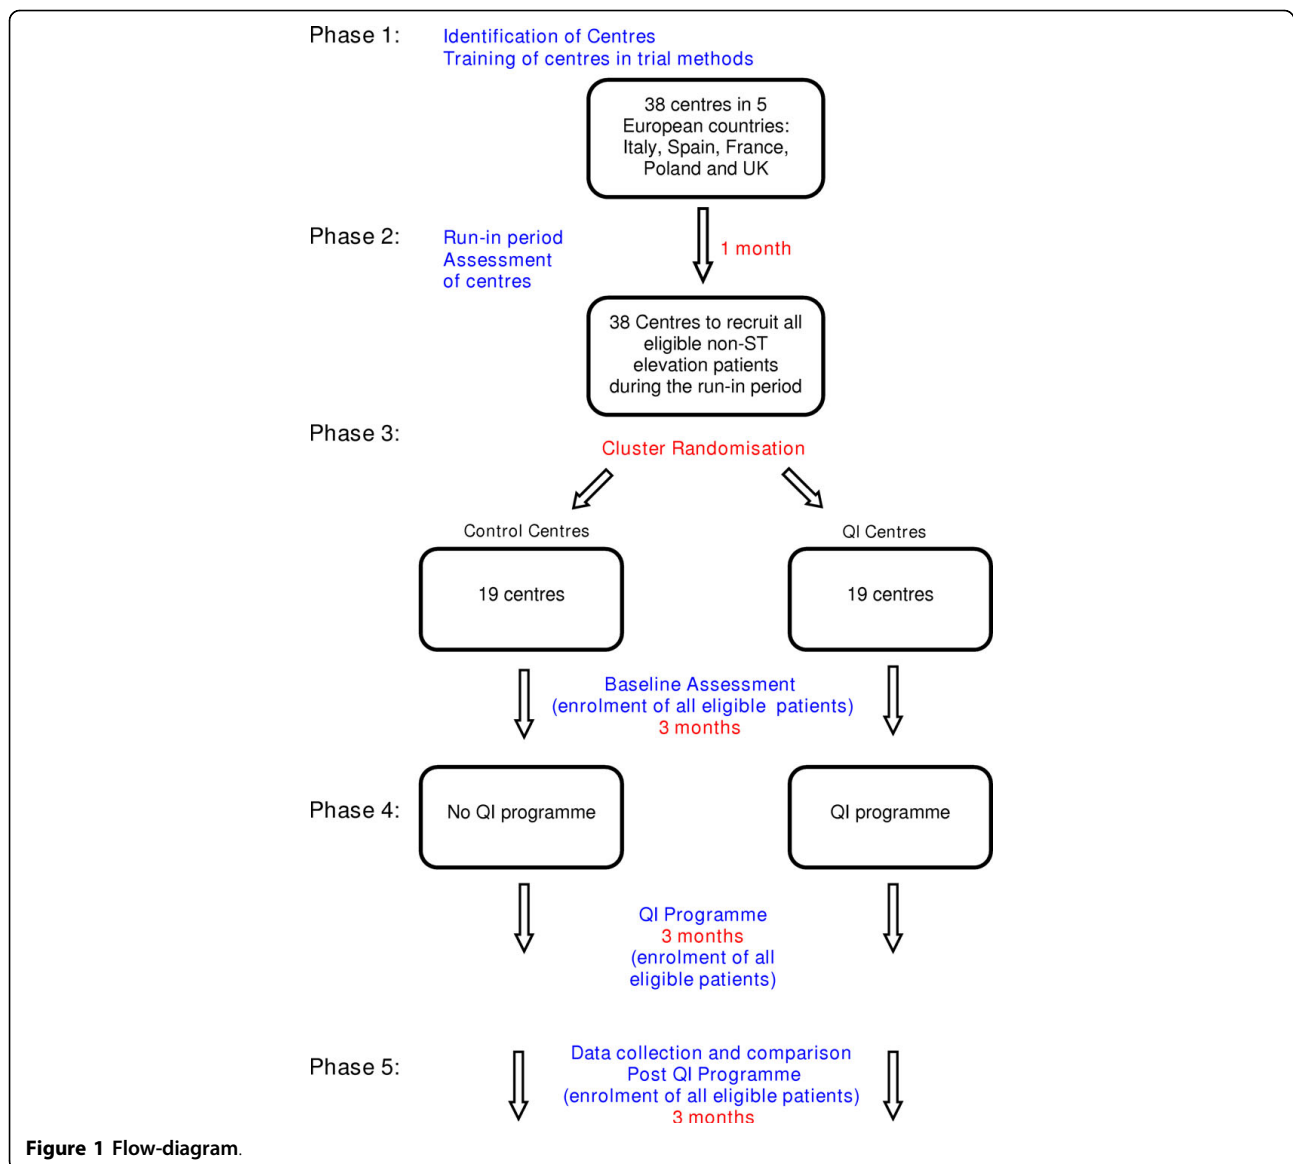 Phase 1:
Identification of Centres
Training of centres in trial methods
38 centres in 5
European countries:
Italy, Spain, France,
Poland and UK
Phase 2:
Run-in period
Assessment
of centres
1 month
38 Centres to recruit all
eligible non-ST
elevation patients
during the run-in period
Phase 3:
Cluster Randomisation
Control Centres
QI Centres
19 centres
19 centres
Baseline Assessment
(enrolment of all eligible patients)
3 months
Phase 4:
No QI programme
QI programme
QI Programme
3 months
(enrolment of all
eligible patients)
Phase 5:
Data collection and comparison
Post QI Programme
(enrolment of all eligible patients)
3 months
Figure 1 Flow-diagram.